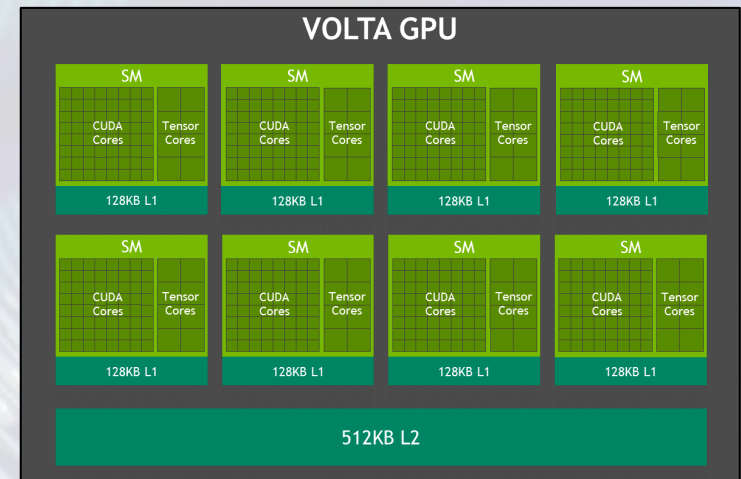 VOLTA GPU
SM
CUDA
Cores
Tensor
Cores
128KB L1
SM
CUDA
Cores
Tensor
Cores
128KB L1
SM
CUDA
Cores
Tensor
Cores
128KB L1
SM
CUDA
Cores
Tensor
Cores
128KB L1
SM
CUDA
Cores
Tensor
Cores
128KB L1
SM
CUDA
Cores
Tensor
Cores
128KB L1
SM
CUDA
Cores
Tensor
Cores
128KB L1
SM
CUDA
Cores
Tensor
Cores
128KB L1
512KB L2